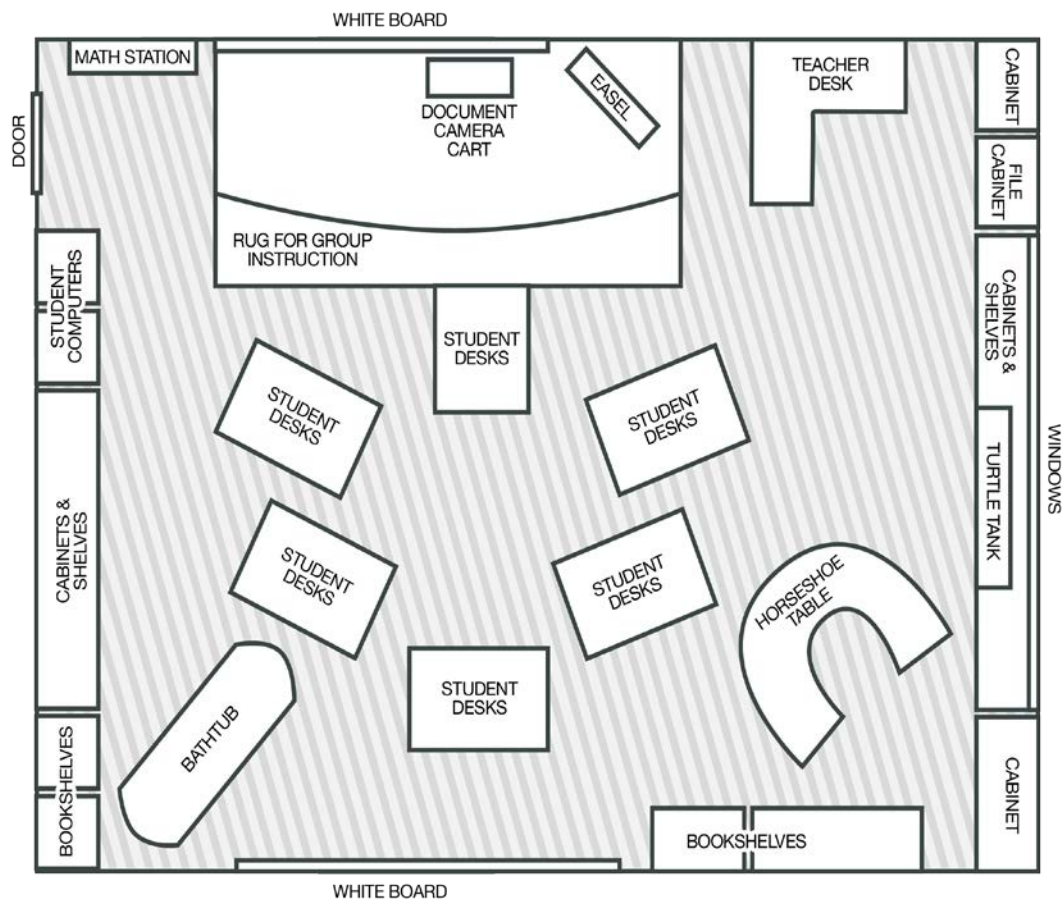 WHITE BOARD
MATH STATION
DOOR
DOCUMENT
CAMERA
CART
EASEL
TEACHER
DESK
CABINET
FILE
CABINET
RUG FOR GROUP
INSTRUCTION
STUDENT
COMPUTERS
STUDENT
DESKS
CABINETS &
SHELVES
STUDENT
DESKS
STUDENT
DESKS
TURTLE TANK
WINDOWS
CABINETS &
SHELVES
STUDENT
DESKS
STUDENT
DESKS
HORSESHOE
TABLE
STUDENT
DESKS
BATHTUB
BOOKSHELVES
BOOKSHELVES
CABINET
WHITE BOARD